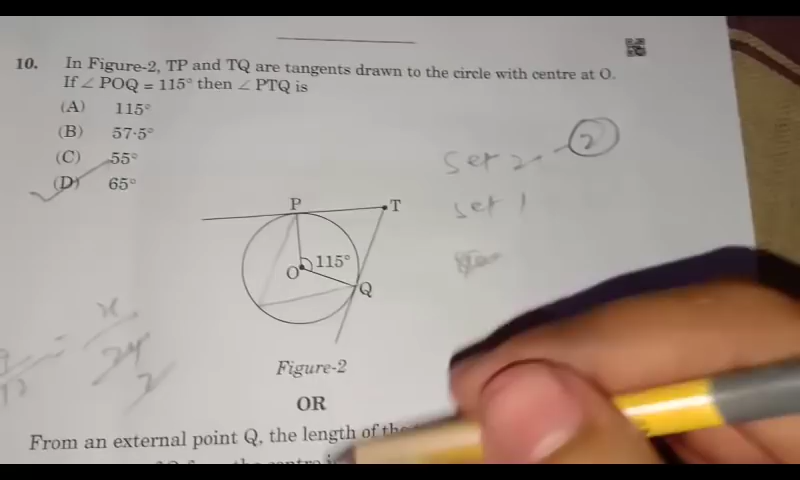 10. In Figure-2, TP and TQ are tangents drawn to the circle with centre at O.
If ∠ POQ = 115° then ∠ PTQ is
(A) 115°
(B) 57·5°
(C) 55°
(D) 65°
Set 2. 2
Set 1
P
T
O
115°
Q
Figure-2
OR
From an external point Q, the length of the